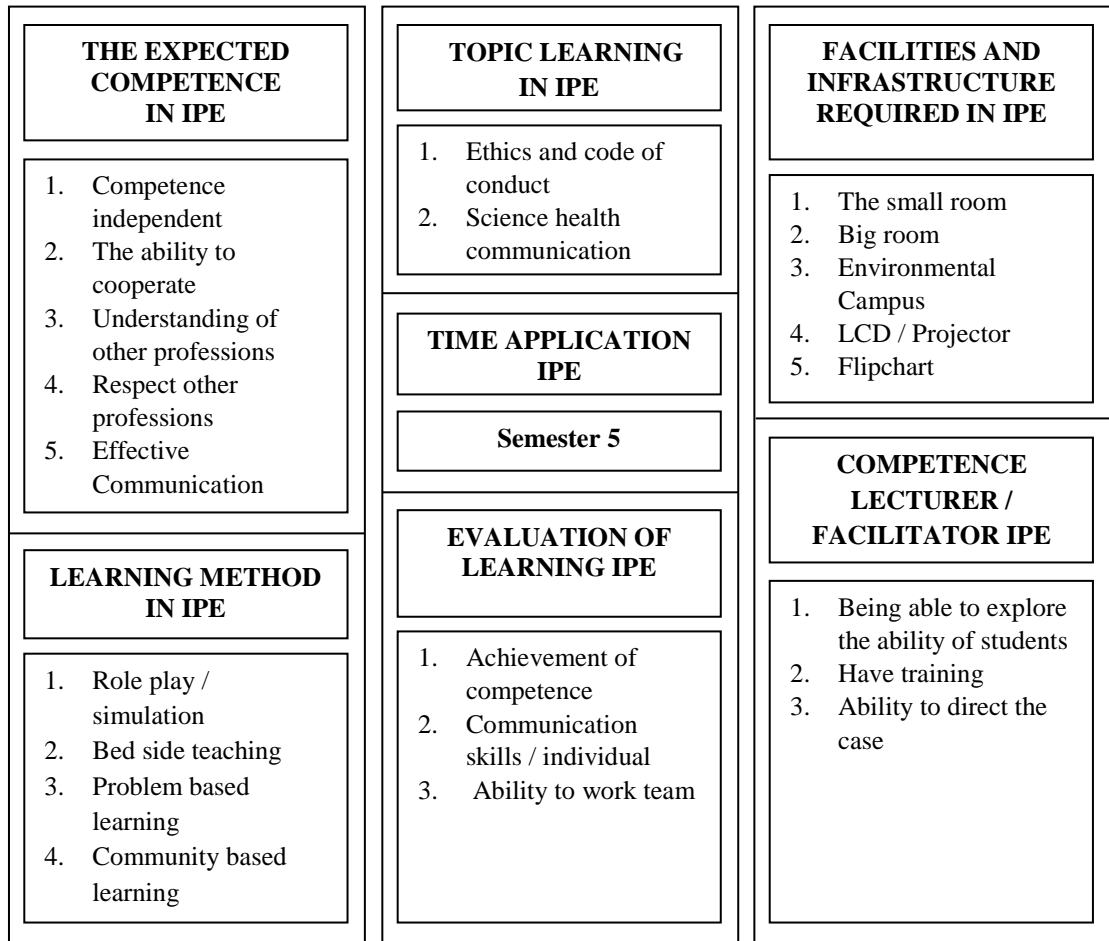 THE EXPECTED
COMPETENCE
IN IPE
1. Competence
independent
2. The ability to
cooperate
3. Understanding of
other professions
4. Respect other
professions
5. Effective
Communication
LEARNING METHOD
IN IPE
1. Role play /
simulation
2. Bed side teaching
3. Problem based
learning
4. Community based
learning
TOPIC LEARNING
IN IPE
1. Ethics and code of
conduct
2. Science health
communication
TIME APPLICATION
IPE
Semester 5
EVALUATION OF
LEARNING IPE
1. Achievement of
competence
2. Communication
skills / individual
3. Ability to work team
FACILITIES AND
INFRASTRUCTURE
REQUIRED IN IPE
1. The small room
2. Big room
3. Environmental
Campus
4. LCD / Projector
5. Flipchart
COMPETENCE
LECTURER /
FACILITATOR IPE
1. Being able to explore
the ability of students
2. Have training
3. Ability to direct the
case